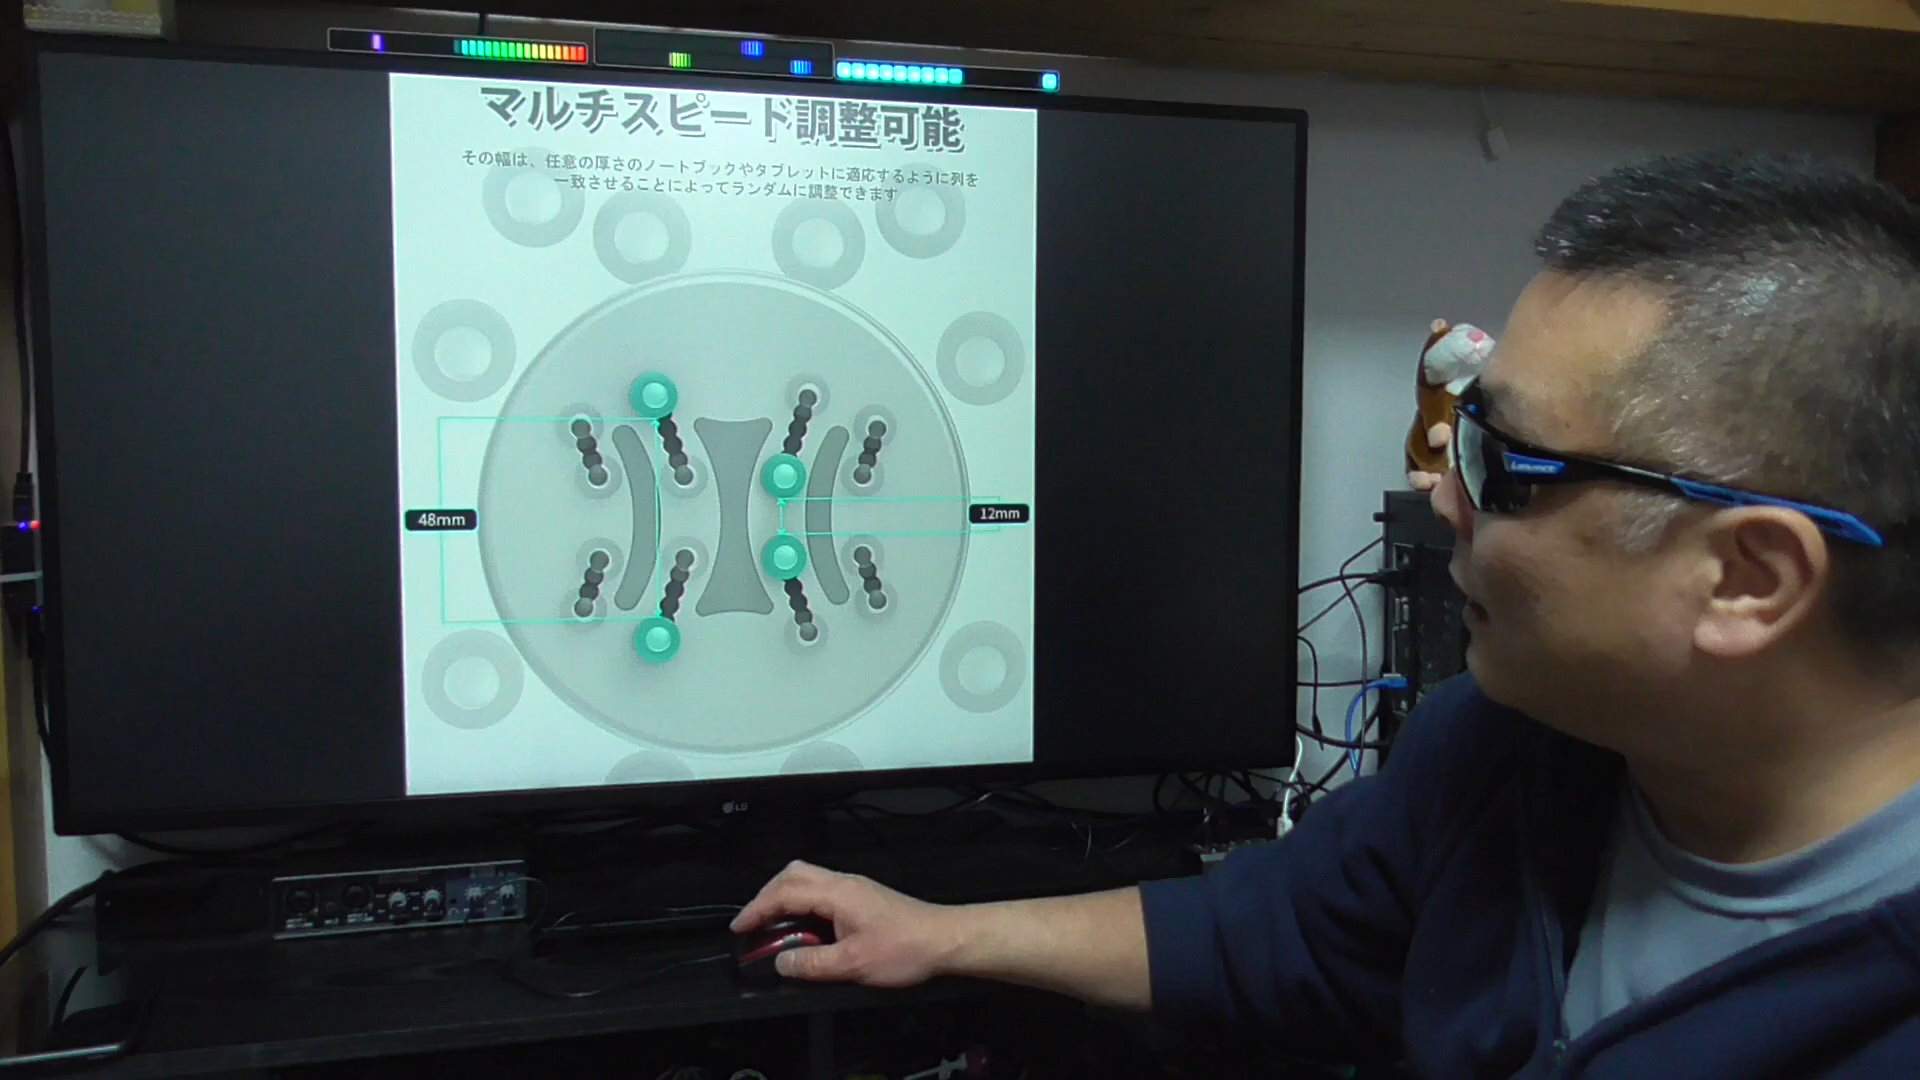 マルチスピード調整可能
その幅は、任意の厚さのノートブックやタブレットに適応するように列を
一致させることによってランダムに調整できます
48mm
12mm
LG